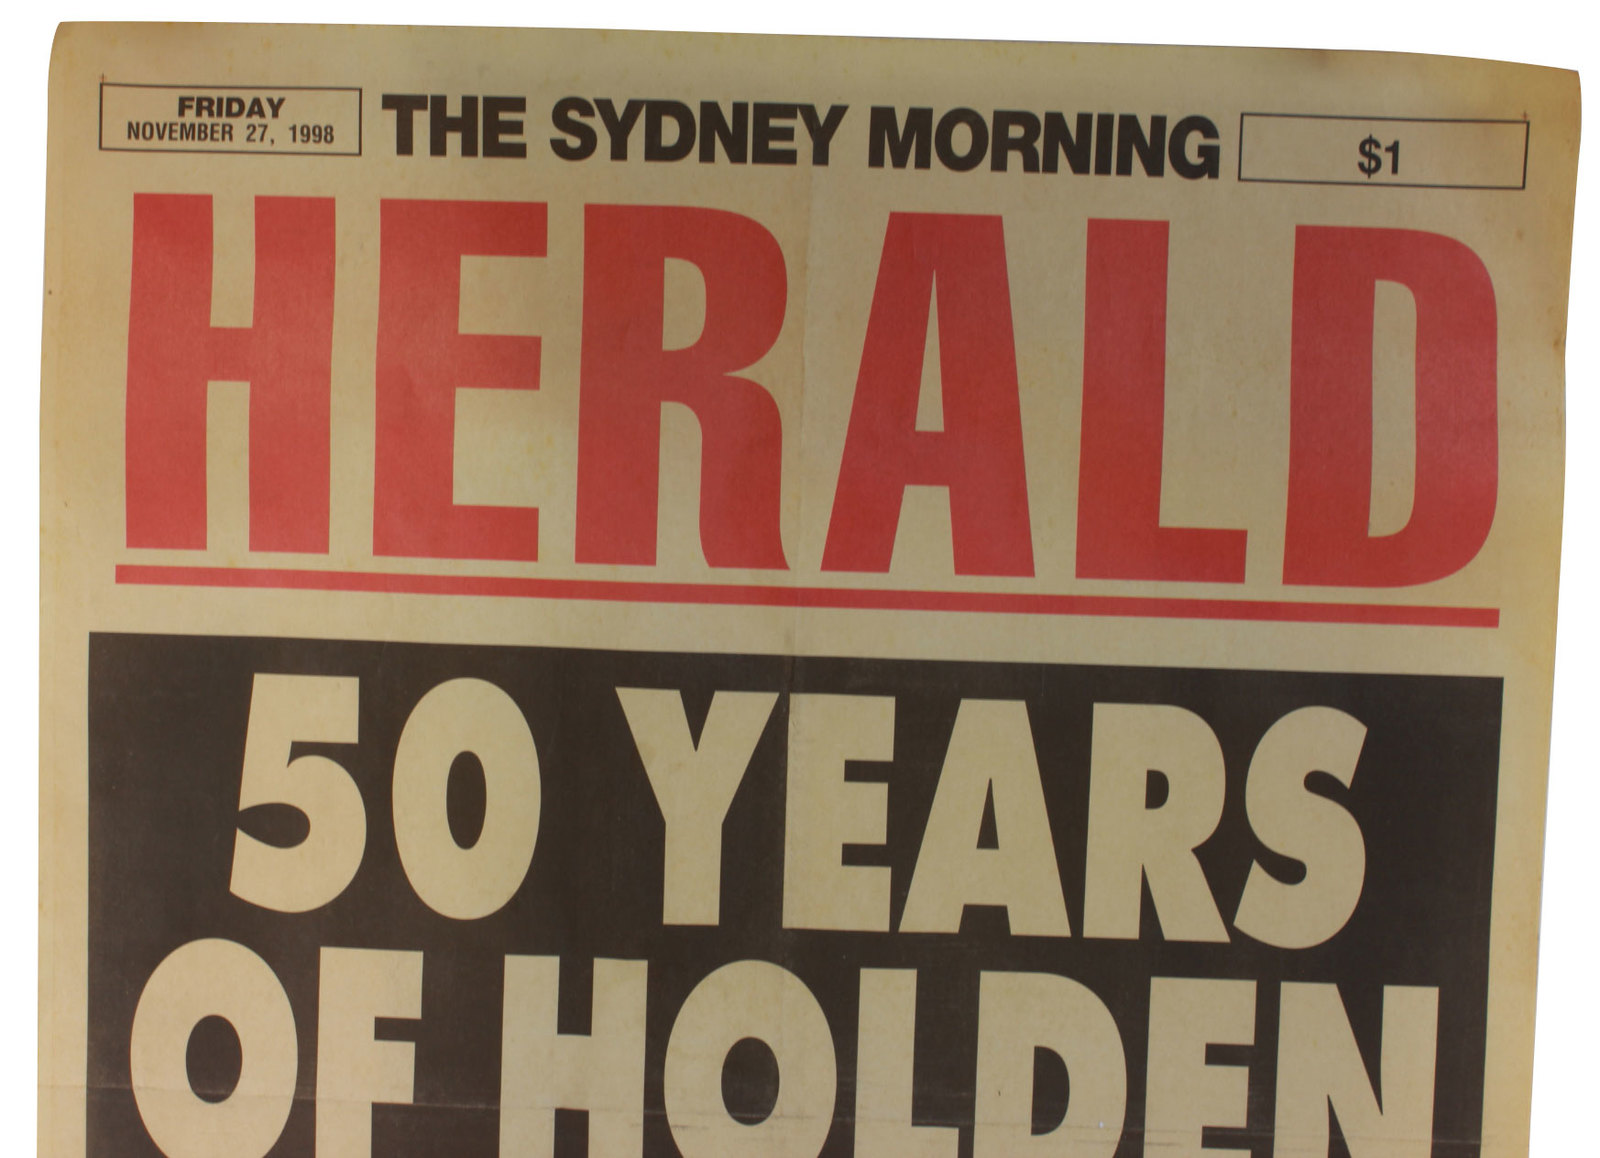 FRIDAY
NOVEMBER 27, 1998
THE SYDNEY MORNING
$1
HERALD
50 YEARS
OF HOLDEN